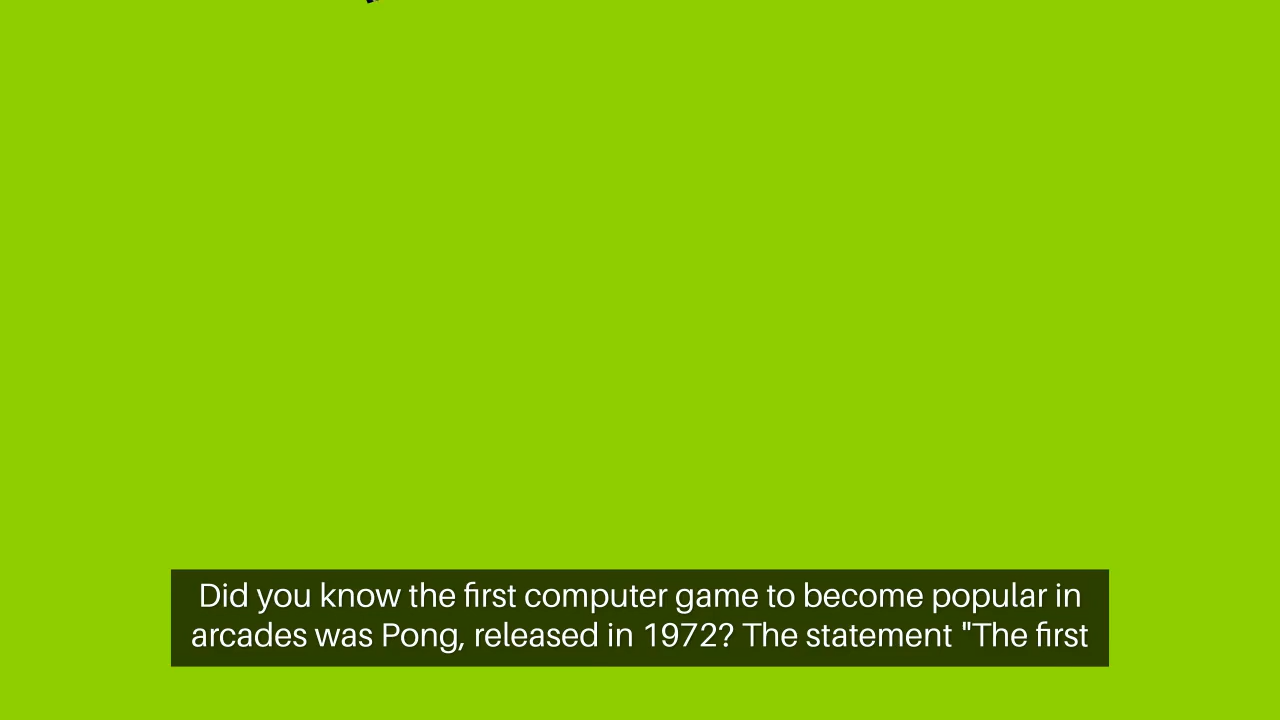 Did you know the first computer game to become popular in
arcades was Pong, released in 1972? The statement "The first